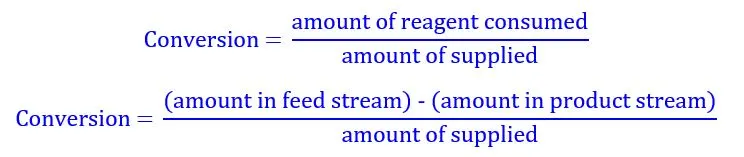 Conversion = amount of reagent consumed / amount of supplied
Conversion = (amount in feed stream) - (amount in product stream) / amount of supplied